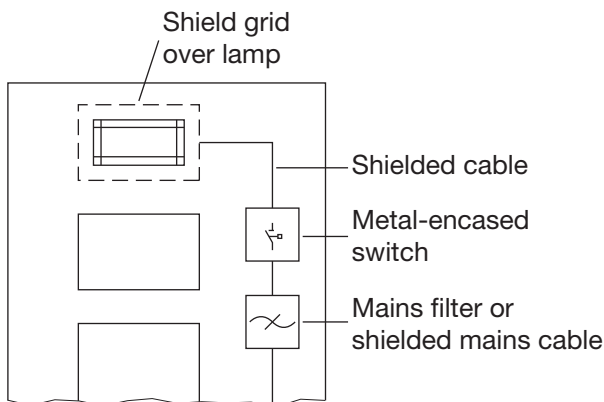 Shield grid
over lamp
Shielded cable
Metal-encased
switch
Mains filter or
shielded mains cable